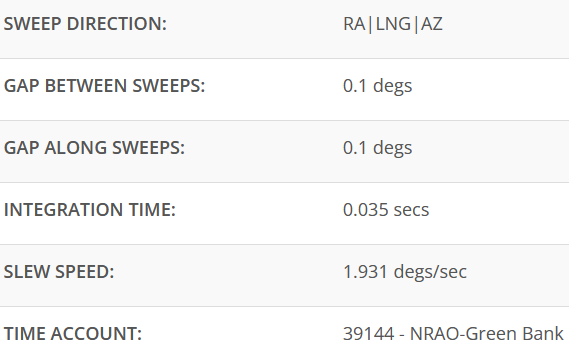 SWEEP DIRECTION: RA|LNG|AZ
GAP BETWEEN SWEEPS: 0.1 degs
GAP ALONG SWEEPS: 0.1 degs
INTEGRATION TIME: 0.035 secs
SLEW SPEED: 1.931 degs/sec
TIME ACCOUNT: 39144 - NRAO-Green Bank